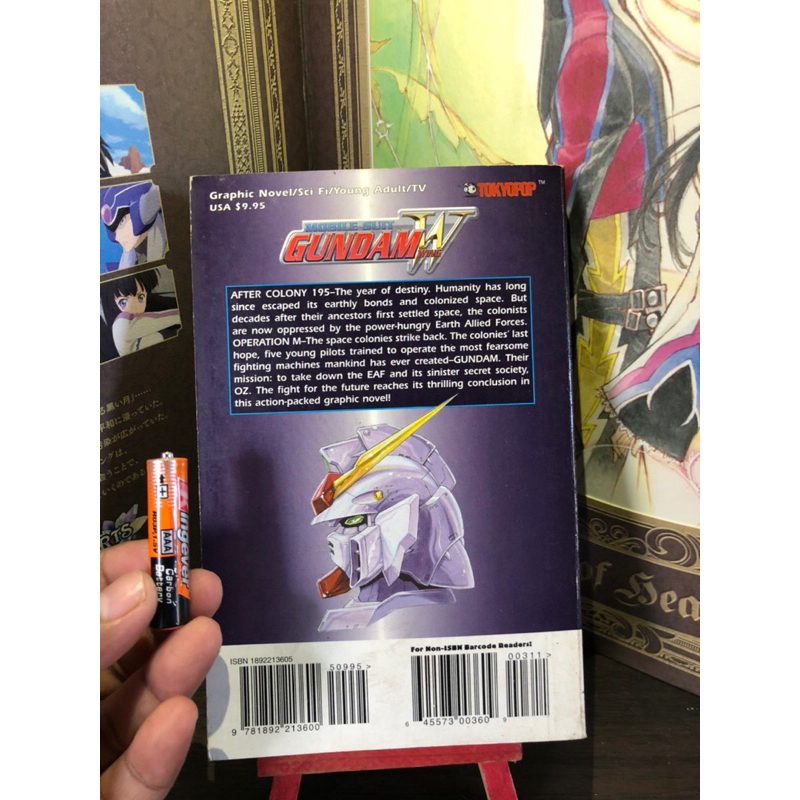 Graphic Novel/Sci Fi/Young Adult/TV
USA $9.95
TOKYOPOP™
MOBILE SUIT
GUNDAM W
WING
AFTER COLONY 195–The year of destiny. Humanity has long
since escaped its earthly bonds and colonized space. But
decades after their ancestors first settled space, the colonists
are now oppressed by the power-hungry Earth Allied Forces.
OPERATION M–The space colonies strike back. The colonies' last
hope, five young pilots trained to operate the most fearsome
fighting machines mankind has ever created–GUNDAM. Their
mission: to take down the EAF and its sinister secret society,
OZ. The fight for the future reaches its thrilling conclusion in
this action-packed graphic novel!
ISBN 1892213605
50995>
9 781892 213600
For Non-ISBN Barcode Readers!
00311>
6 45573 00360 9
AAA
Carbon
Battery
of Hea